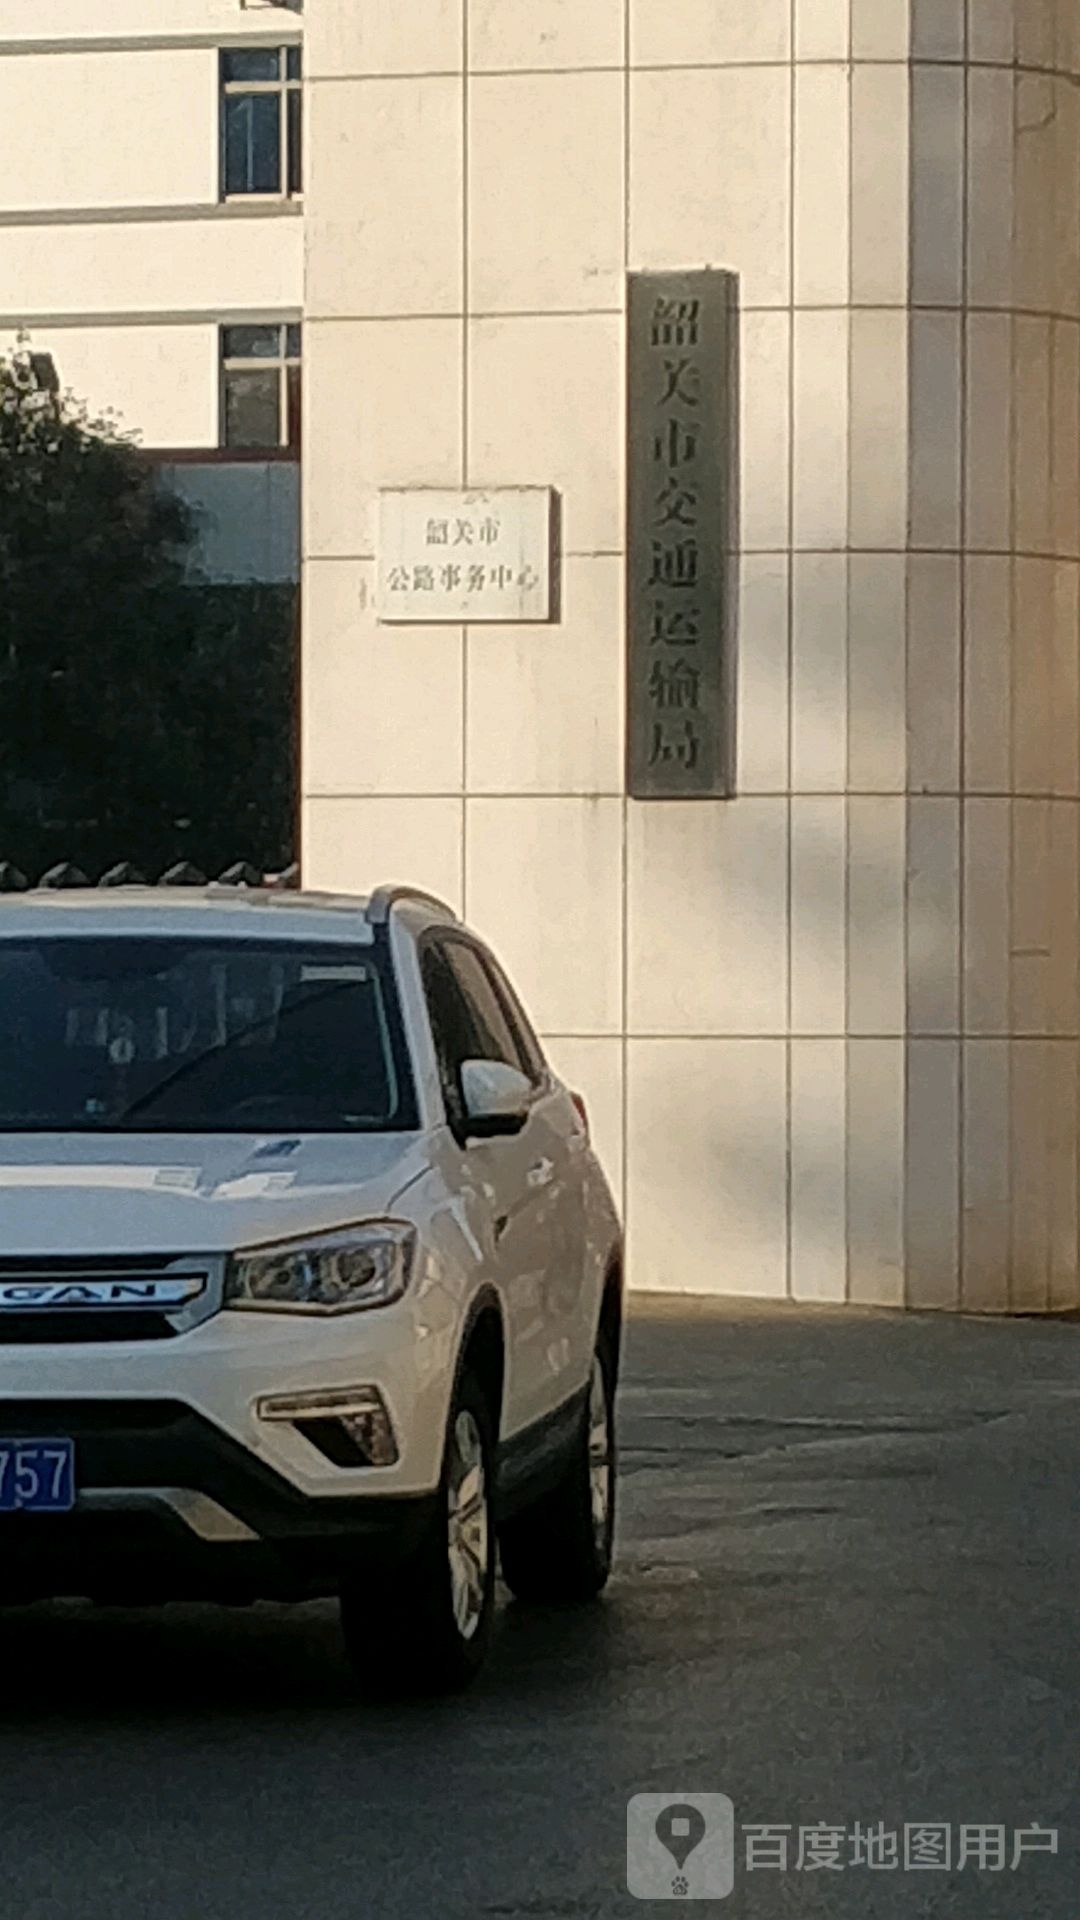 韶关市交通运输局
韶关市
公路事务中心
GAN
757
百度地图用户